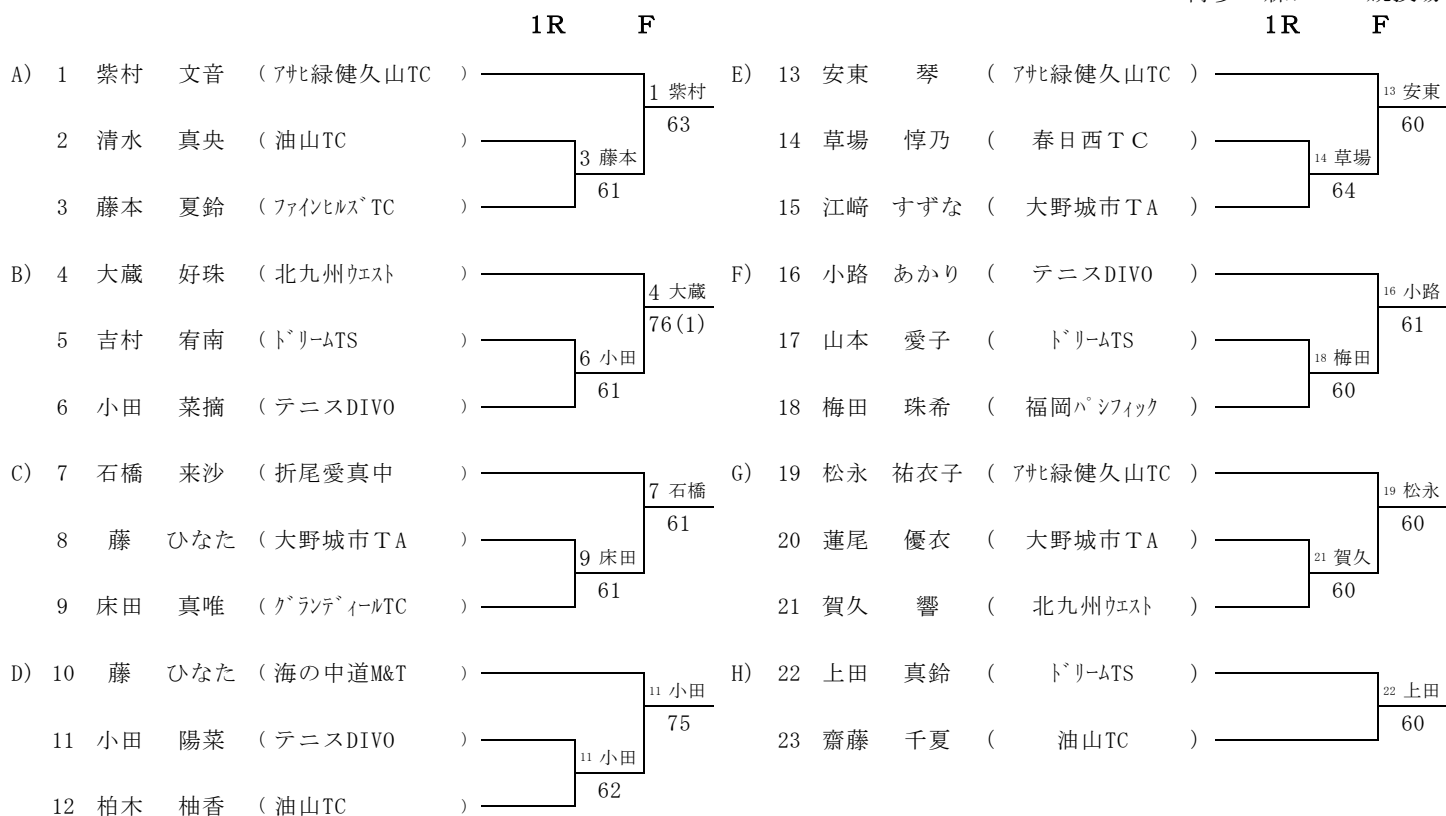 1R F
A) 1 紫村 文音 ( アサヒ緑健久山TC )
1 紫村
63
2 清水 真央 ( 油山TC )
3 藤本
61
3 藤本 夏鈴 ( ファインヒルズTC )
B) 4 大蔵 好珠 ( 北九州ウエスト )
4 大蔵
76(1)
5 吉村 宥南 ( ドリームTS )
6 小田
61
6 小田 菜摘 ( テニスDIVO )
C) 7 石橋 来沙 ( 折尾愛真中 )
7 石橋
61
8 藤 ひなた ( 大野城市TA )
9 床田
61
9 床田 真唯 ( グランディールTC )
D) 10 藤 ひなた ( 海の中道M&T )
11 小田
75
11 小田 陽菜 ( テニスDIVO )
11 小田
62
12 柏木 柚香 ( 油山TC )
1R F
E) 13 安東 琴 ( アサヒ緑健久山TC )
13 安東
60
14 草場 惇乃 ( 春日西TC )
14 草場
64
15 江﨑 すずな ( 大野城市TA )
F) 16 小路 あかり ( テニスDIVO )
16 小路
61
17 山本 愛子 ( ドリームTS )
18 梅田
60
18 梅田 珠希 ( 福岡パシフィック )
G) 19 松永 祐衣子 ( アサヒ緑健久山TC )
19 松永
60
20 蓮尾 優衣 ( 大野城市TA )
21 賀久
60
21 賀久 響 ( 北九州ウエスト )
H) 22 上田 真鈴 ( ドリームTS )
22 上田
60
23 齋藤 千夏 ( 油山TC )